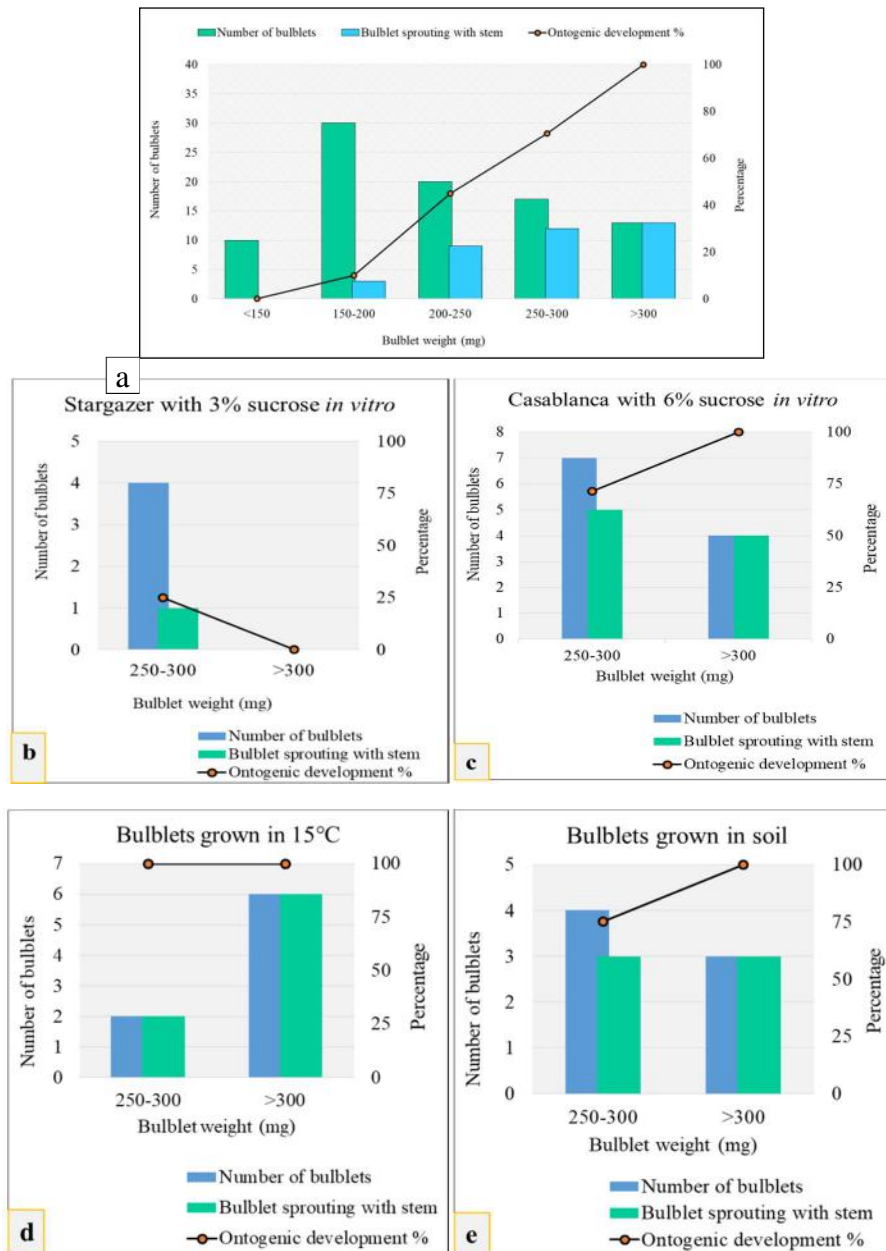 Number of bulblets Bulblet sprouting with stem Ontogenic development %
40 100
35
30 80
25
60
20
15 40
10
20
5
0 0
Number of bulblets
Percentage
<150 150-200 200-250 250-300 >300
Bulblet weight (mg)
a
Stargazer with 3% sucrose in vitro
5 100
4
75
3
50
2
25
1
0 0
Number of bulblets
Percentage
250-300 >300
Bulblet weight (mg)
Number of bulblets
Bulblet sprouting with stem
Ontogenic development %
b
Casablanca with 6% sucrose in vitro
8 100
7
6 75
5
4 50
3
2 25
1
0 0
Number of bulblets
Percentage
250-300 >300
Bulblet weight (mg)
Number of bulblets
Bulblet sprouting with stem
Ontogenic development %
c
Bulblets grown in 15°C
7 100
6
5 75
4
50
3
2 25
1
0 0
Number of bulblets
Percentage
250-300 >300
Bulblet weight (mg)
Number of bulblets
Bulblet sprouting with stem
Ontogenic development %
d
Bulblets grown in soil
5 100
4
75
3
50
2
25
1
0 0
Number of bulblets
Percentage
250-300 >300
Bulblet weight (mg)
Number of bulblets
Bulblet sprouting with stem
Ontogenic development %
e